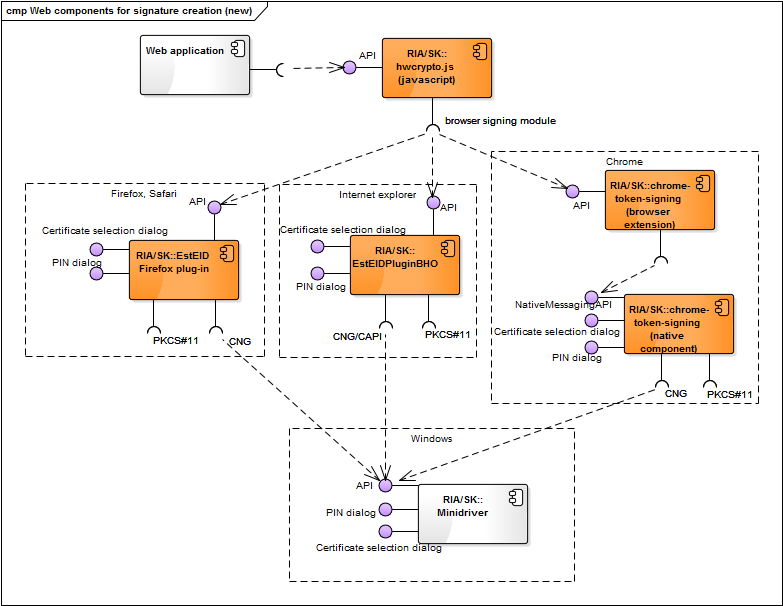 cmp Web components for signature creation (new)
Web application
API
RIA/SK::
hwcrypto.js
(javascript)
browser signing module
Chrome
Firefox, Safari
Internet explorer
API
API
API
RIA/SK::chrome-
token-signing
(browser
extension)
Certificate selection dialog
PIN dialog
RIA/SK::EstEID
Firefox plug-in
Certificate selection dialog
PIN dialog
RIA/SK::
EstEIDPluginBHO
NativeMessagingAPI
Certificate selection dialog
PIN dialog
RIA/SK::chrome-
token-signing
(native
component)
PKCS#11
CNG
CNG/CAPI
PKCS#11
CNG
PKCS#11
Windows
API
PIN dialog
Certificate selection dialog
RIA/SK::
Minidriver